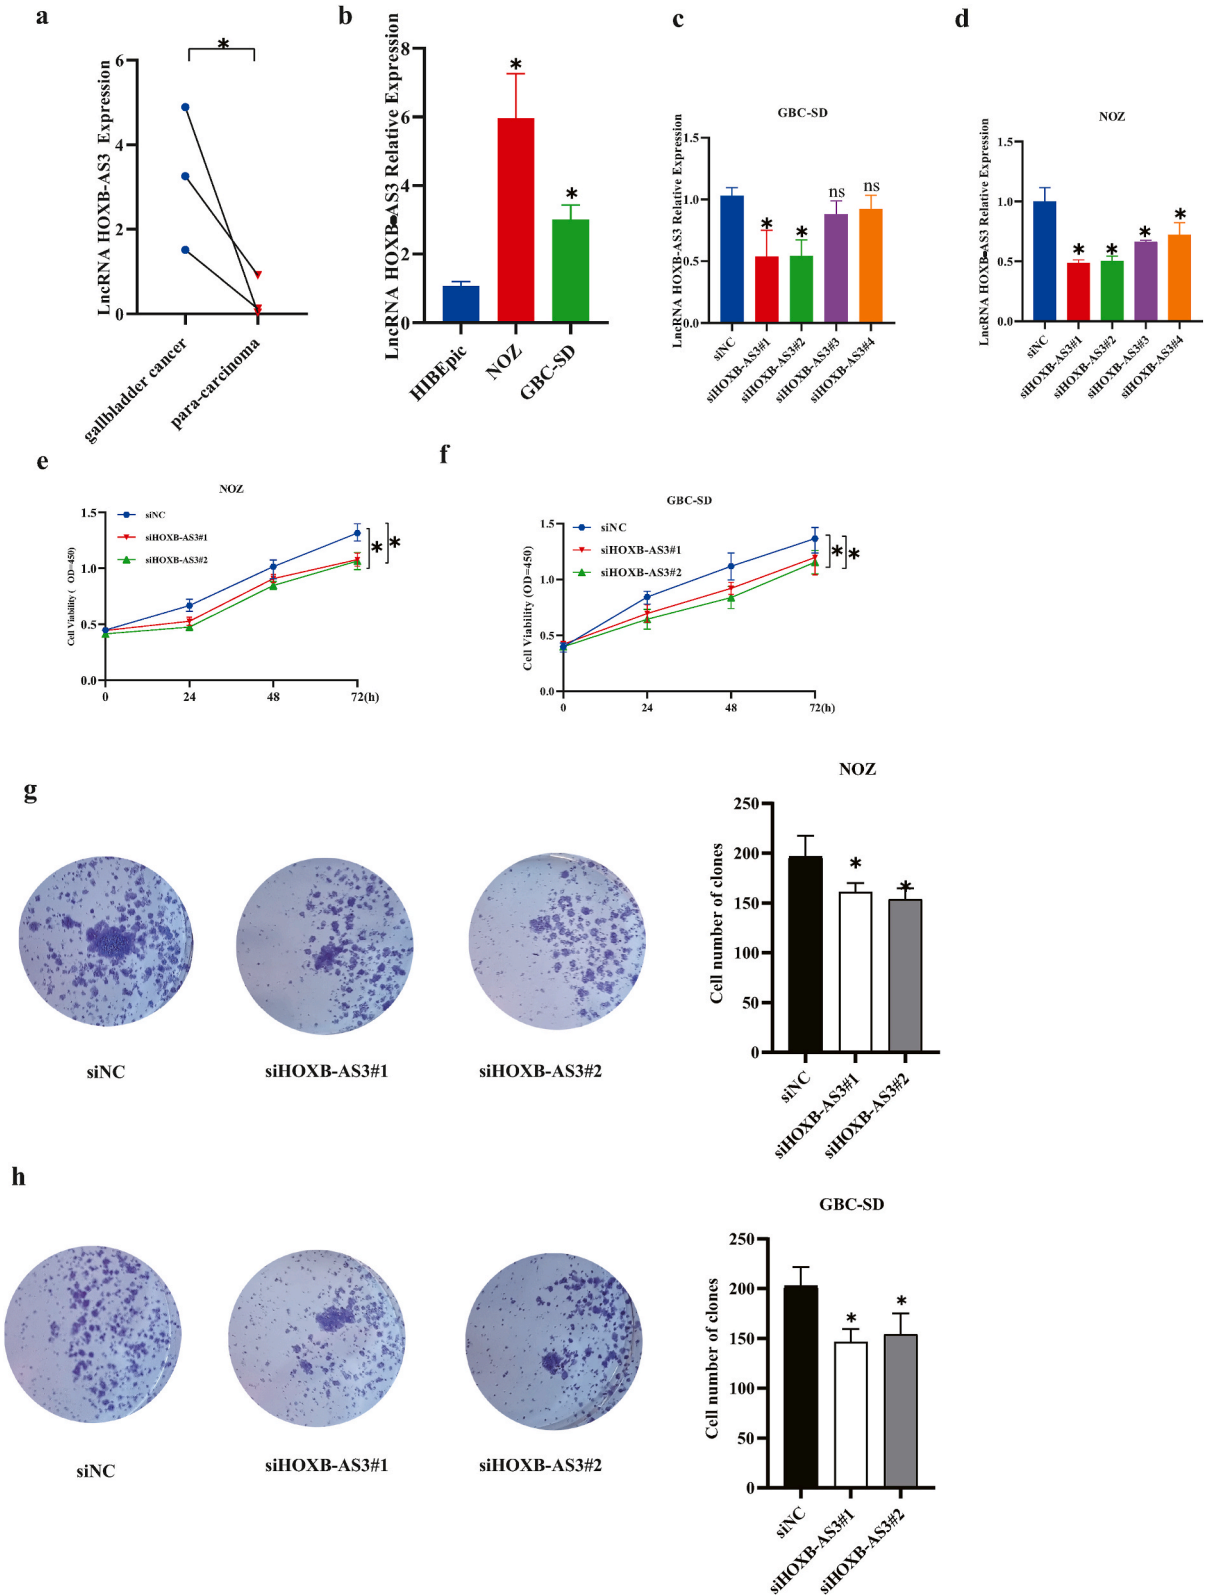 a
*
LncRNA HOXB-AS3 Expression
6
4
2
0
gallbladder cancer
para-carcinoma
b
LncRNA HOXB-AS3 Relative Expression
8
6
4
2
0
*
*
HIBEpic
NOZ
GBC-SD
c
GBC-SD
LncRNA HOXB-AS3 Relative Expression
1.5
1.0
0.5
0.0
*
*
ns
ns
siNC
siHOXB-AS3#1
siHOXB-AS3#2
siHOXB-AS3#3
siHOXB-AS3#4
d
NOZ
LncRNA HOXB-AS3 Relative Expression
1.5
1.0
0.5
0.0
*
*
*
*
siNC
siHOXB-AS3#1
siHOXB-AS3#2
siHOXB-AS3#3
siHOXB-AS3#4
e
NOZ
Cell Viability ( OD=450)
1.5
1.0
0.5
0.0
siNC
siHOXB-AS3#1
siHOXB-AS3#2
* *
0 24 48 72(h)
f
GBC-SD
Cell Viability (OD=450)
1.5
1.0
0.5
0.0
siNC
siHOXB-AS3#1
siHOXB-AS3#2
* *
0 24 48 72(h)
g
siNC
siHOXB-AS3#1
siHOXB-AS3#2
NOZ
Cell number of clones
250
200
150
100
50
0
*
*
siNC
siHOXB-AS3#1
siHOXB-AS3#2
h
siNC
siHOXB-AS3#1
siHOXB-AS3#2
GBC-SD
Cell number of clones
250
200
150
100
50
0
*
*
siNC
siHOXB-AS3#1
siHOXB-AS3#2